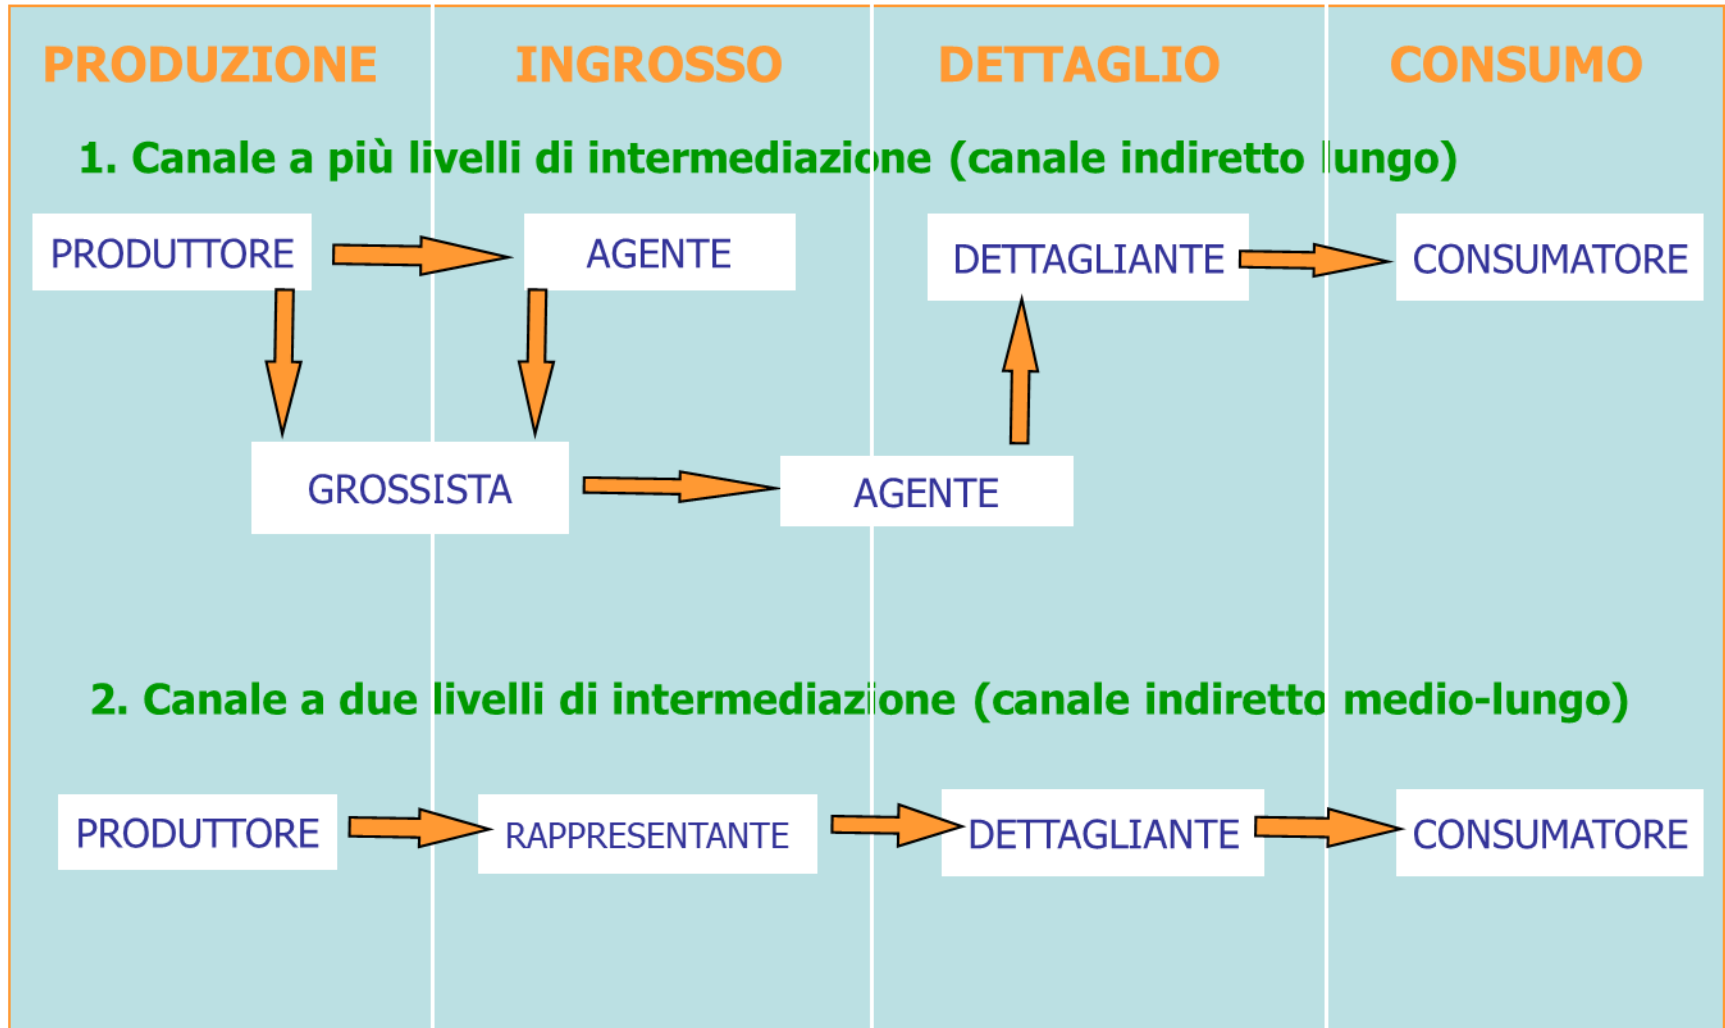 PRODUZIONE INGROSSO DETTAGLIO CONSUMO
1. Canale a più livelli di intermediazione (canale indiretto lungo)
PRODUTTORE AGENTE DETTAGLIANTE CONSUMATORE
GROSSISTA AGENTE
2. Canale a due livelli di intermediazione (canale indiretto medio-lungo)
PRODUTTORE RAPPRESENTANTE DETTAGLIANTE CONSUMATORE